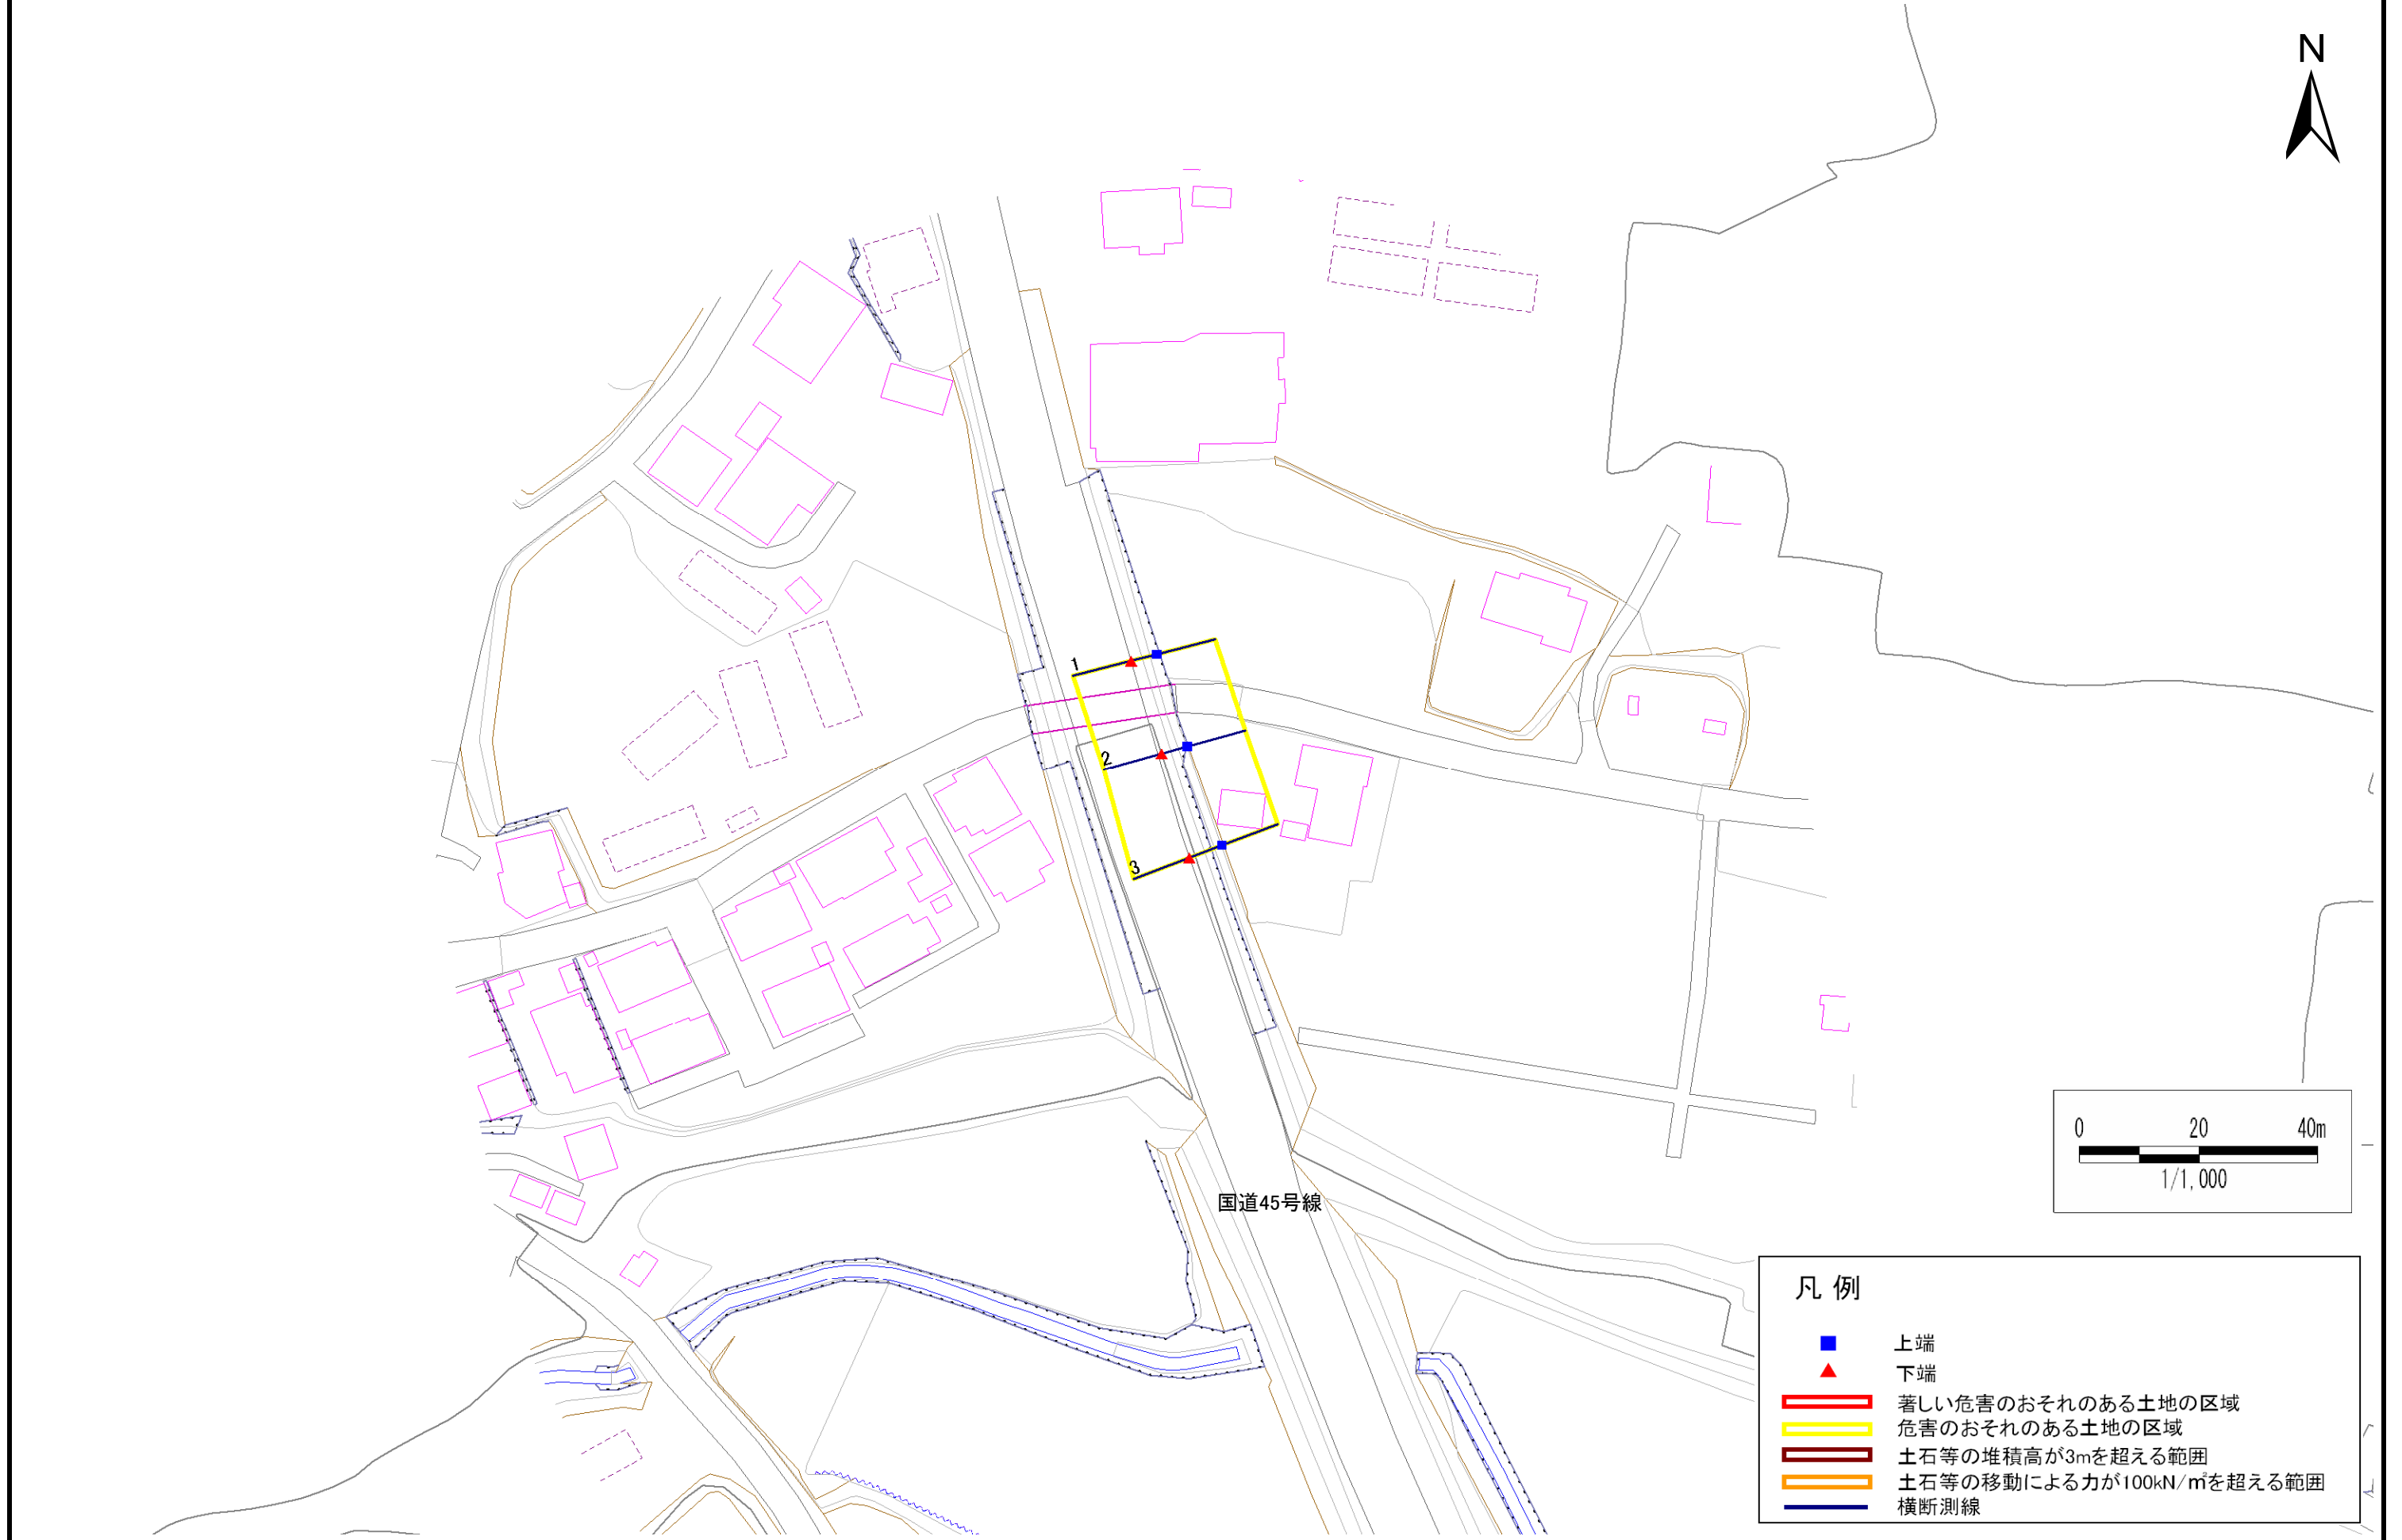 N
1
2
3
国道45号線
0 20 40m
1/1,000
凡 例
上端
下端
著しい危害のおそれのある土地の区域
危害のおそれのある土地の区域
土石等の堆積高が3mを超える範囲
土石等の移動による力が100kN/㎡を超える範囲
横断測線